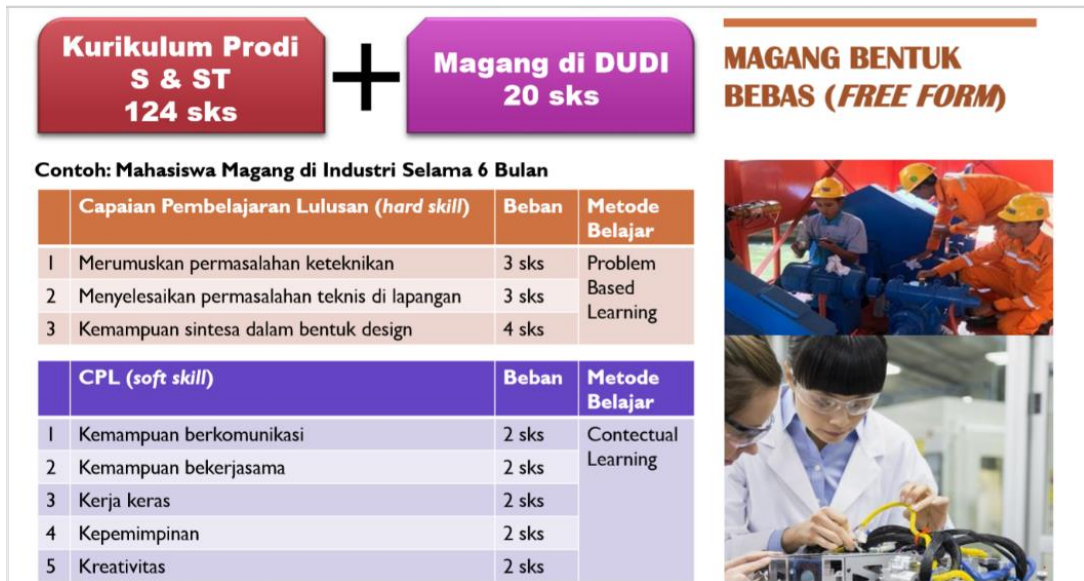 Kurikulum Prodi
S & ST
124 sks
+
Magang di DUDI
20 sks
MAGANG BENTUK
BEBAS (FREE FORM)
Contoh: Mahasiswa Magang di Industri Selama 6 Bulan
Capaian Pembelajaran Lulusan (hard skill) Beban Metode
Belajar
1 Merumuskan permasalahan keteknikan 3 sks Problem
2 Menyelesaikan permasalahan teknis di lapangan 3 sks Based
3 Kemampuan sintesa dalam bentuk design 4 sks Learning
CPL (soft skill) Beban Metode
Belajar
1 Kemampuan berkomunikasi 2 sks Contectual
2 Kemampuan bekerjasama 2 sks Learning
3 Kerja keras 2 sks
4 Kepemimpinan 2 sks
5 Kreativitas 2 sks